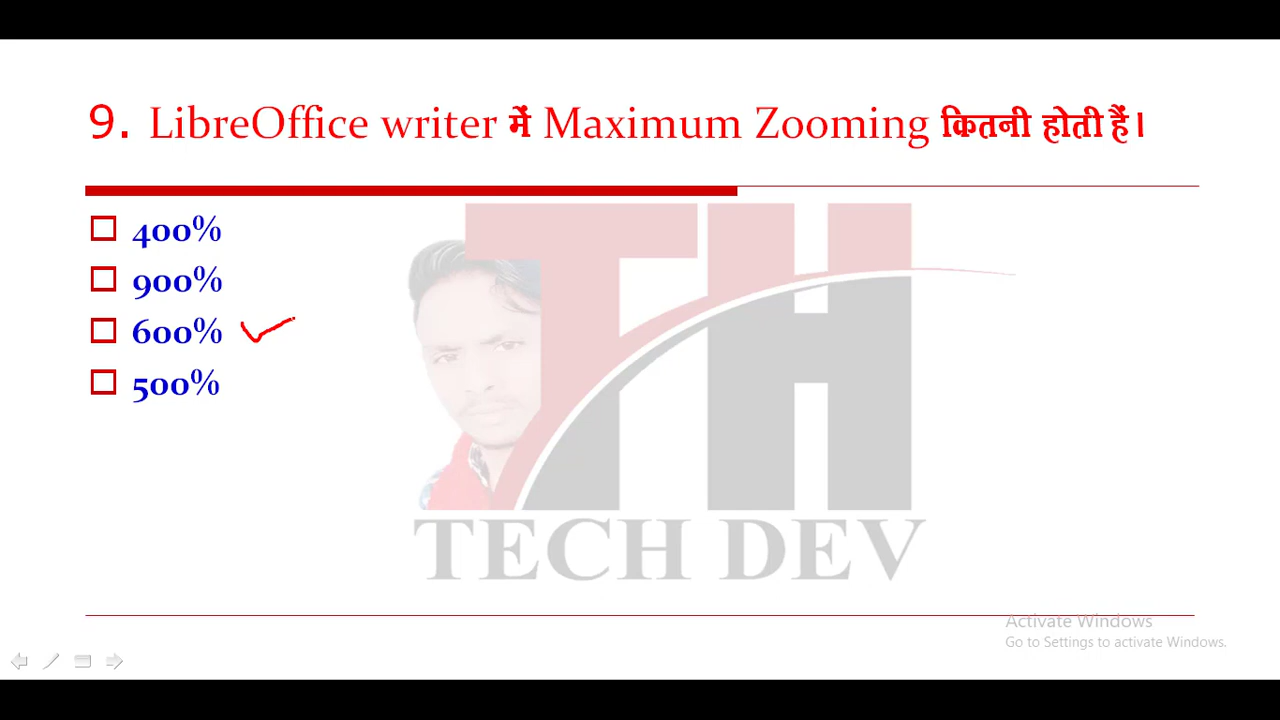 9. LibreOffice writer में Maximum Zooming कितनी होती हैं।
400%
900%
600%
500%
TH
TECH DEV
Activate Windows
Go to Settings to activate Windows.